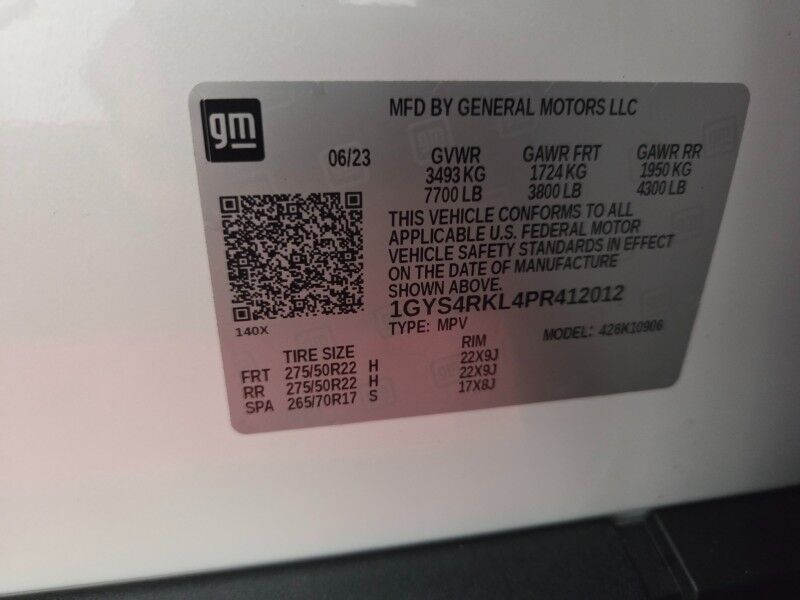 gm
MFD BY GENERAL MOTORS LLC
06/23 GVWR GAWR FRT GAWR RR
3493 KG 1724 KG 1950 KG
7700 LB 3800 LB 4300 LB
THIS VEHICLE CONFORMS TO ALL
APPLICABLE U.S. FEDERAL MOTOR
VEHICLE SAFETY STANDARDS IN EFFECT
ON THE DATE OF MANUFACTURE
SHOWN ABOVE.
1GYS4RKL4PR412012
140X
TYPE: MPV MODEL: 426K10906
TIRE SIZE RIM
FRT 275/50R22 H 22X9J
RR 275/50R22 H 22X9J
SPA 265/70R17 S 17X8J